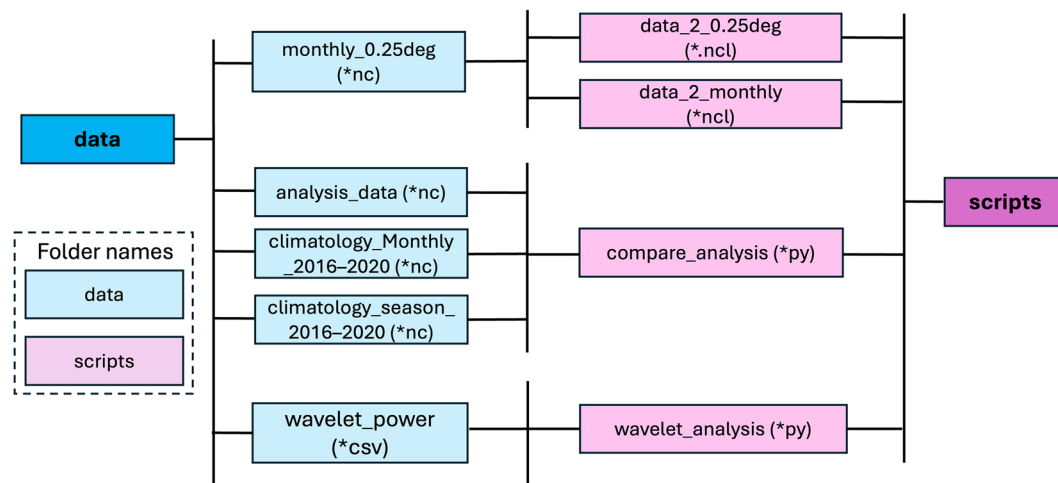 data
Folder names
data
scripts
monthly_0.25deg
(*nc)
analysis_data (*nc)
climatology_Monthly
_2016–2020 (*nc)
climatology_season_
2016–2020 (*nc)
wavelet_power
(*csv)
data_2_0.25deg
(*.ncl)
data_2_monthly
(*ncl)
compare_analysis (*py)
wavelet_analysis (*py)
scripts